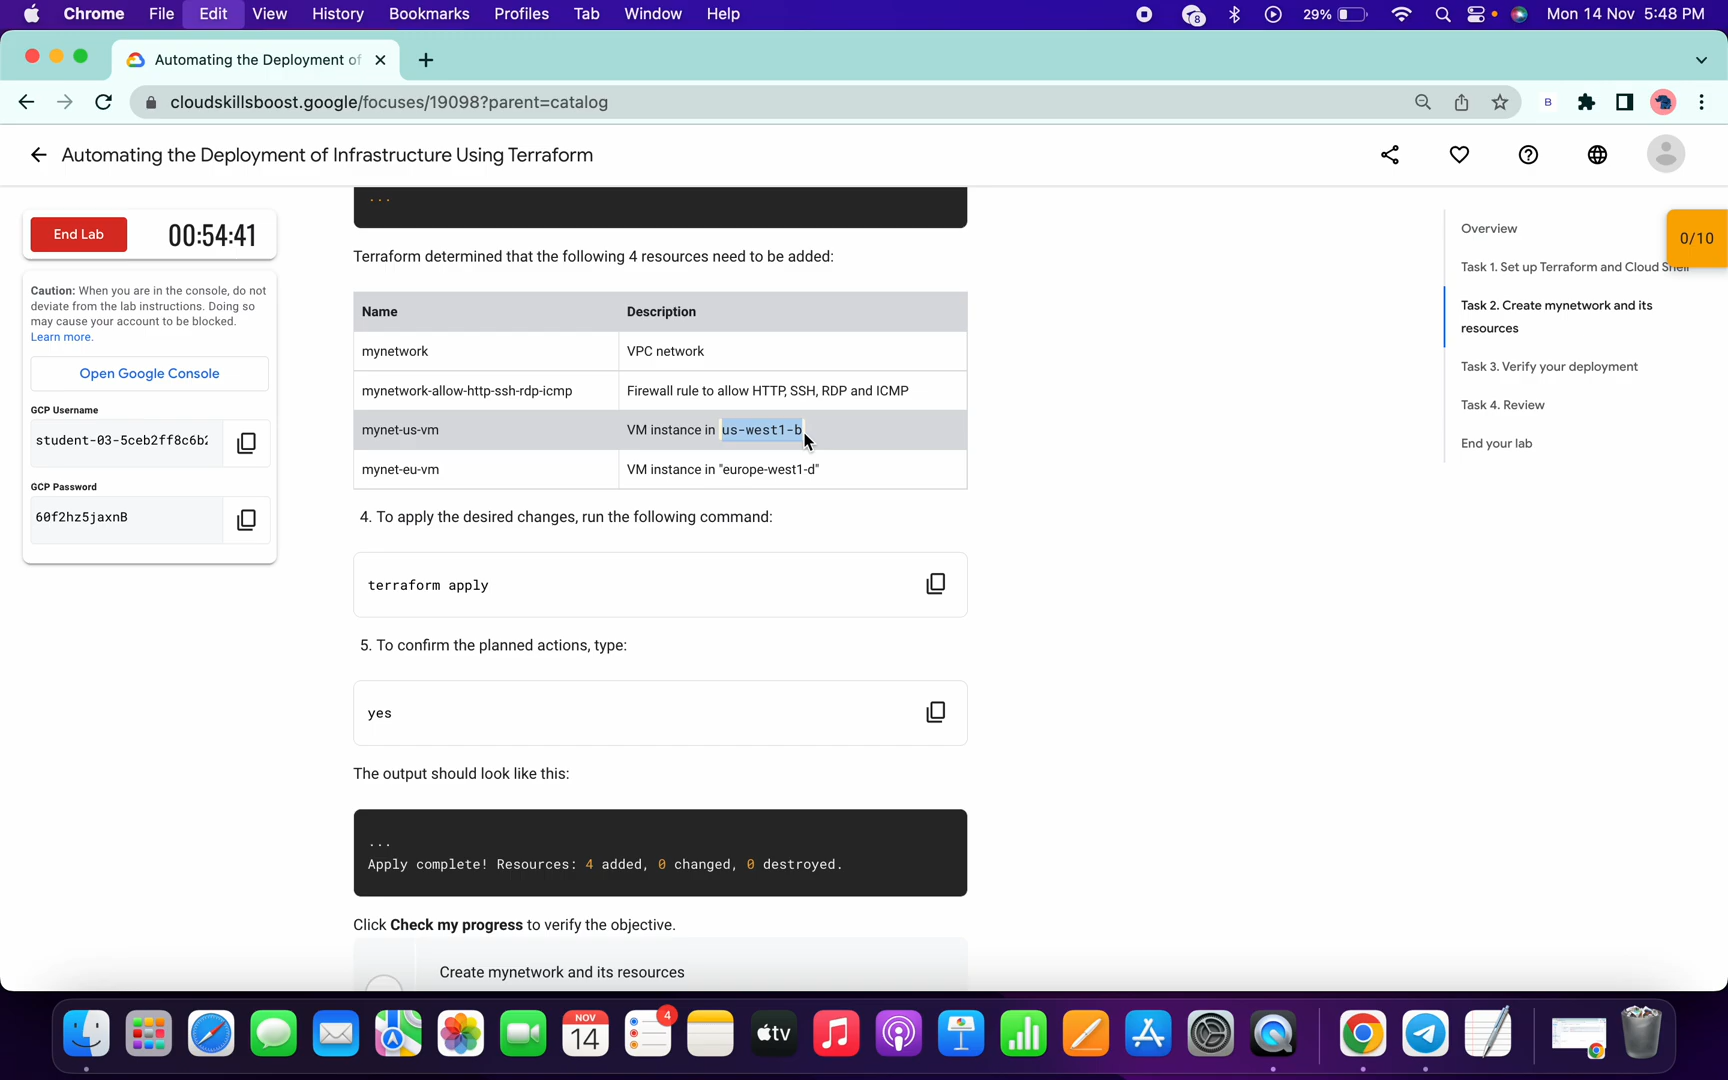 Chrome File Edit View History Bookmarks Profiles Tab Window Help 8 29% Mon 14 Nov 5:48 PM
Automating the Deployment of
cloudskillsboost.google/focuses/19098?parent=catalog B
Automating the Deployment of Infrastructure Using Terraform
End Lab 00:54:41
Caution: When you are in the console, do not
deviate from the lab instructions. Doing so
may cause your account to be blocked.
Learn more.
Open Google Console
GCP Username
student-03-5ceb2ff8c6b2
GCP Password
60f2hz5jaxnB
...
Terraform determined that the following 4 resources need to be added:
Name Description
mynetwork VPC network
mynetwork-allow-http-ssh-rdp-icmp Firewall rule to allow HTTP, SSH, RDP and ICMP
mynet-us-vm VM instance in us-west1-b
mynet-eu-vm VM instance in "europe-west1-d"
4. To apply the desired changes, run the following command:
terraform apply
5. To confirm the planned actions, type:
yes
The output should look like this:
...
Apply complete! Resources: 4 added, 0 changed, 0 destroyed.
Click Check my progress to verify the objective.
Create mynetwork and its resources
Overview
0/10
Task 1. Set up Terraform and Cloud Shell
Task 2. Create mynetwork and its
resources
Task 3. Verify your deployment
Task 4. Review
End your lab
NOV
14
4
tv